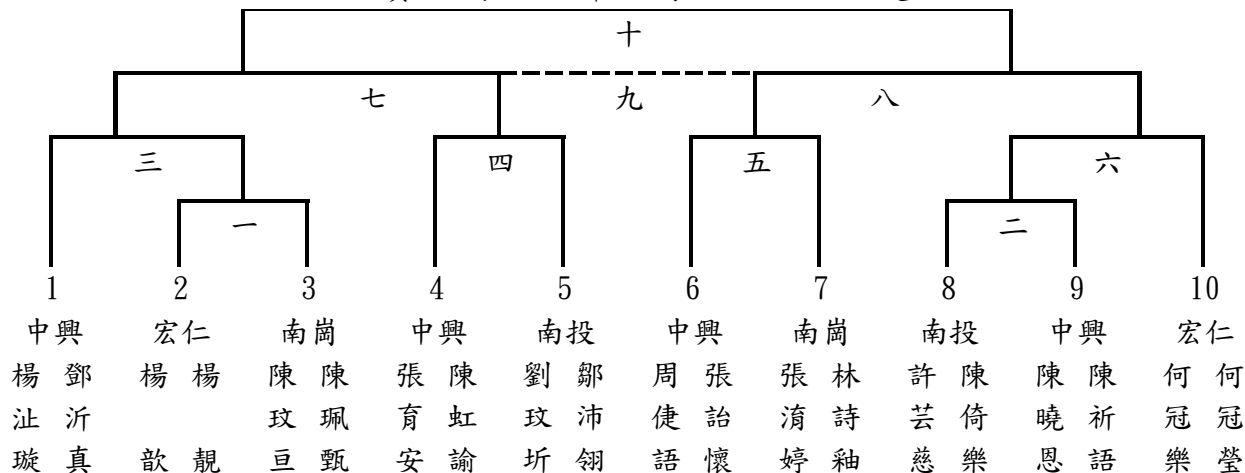 十
七 九 八
三 四 五 六
一 二
1 2 3 4 5 6 7 8 9 10
中興 宏仁 南崗 中興 南投 中興 南崗 南投 中興 宏仁
楊 鄧 楊 楊 陳 陳 張 陳 劉 鄒 周 張 張 林 許 陳 陳 陳 何 何
沚 沂 玟 珮 育 虹 玟 沛 倢 詒 淯 詩 芸 倚 曉 祈 冠 冠
璇 真 歆 靚 亘 甄 安 諭 圻 翎 語 懷 婷 釉 慈 樂 恩 語 樂 瑩